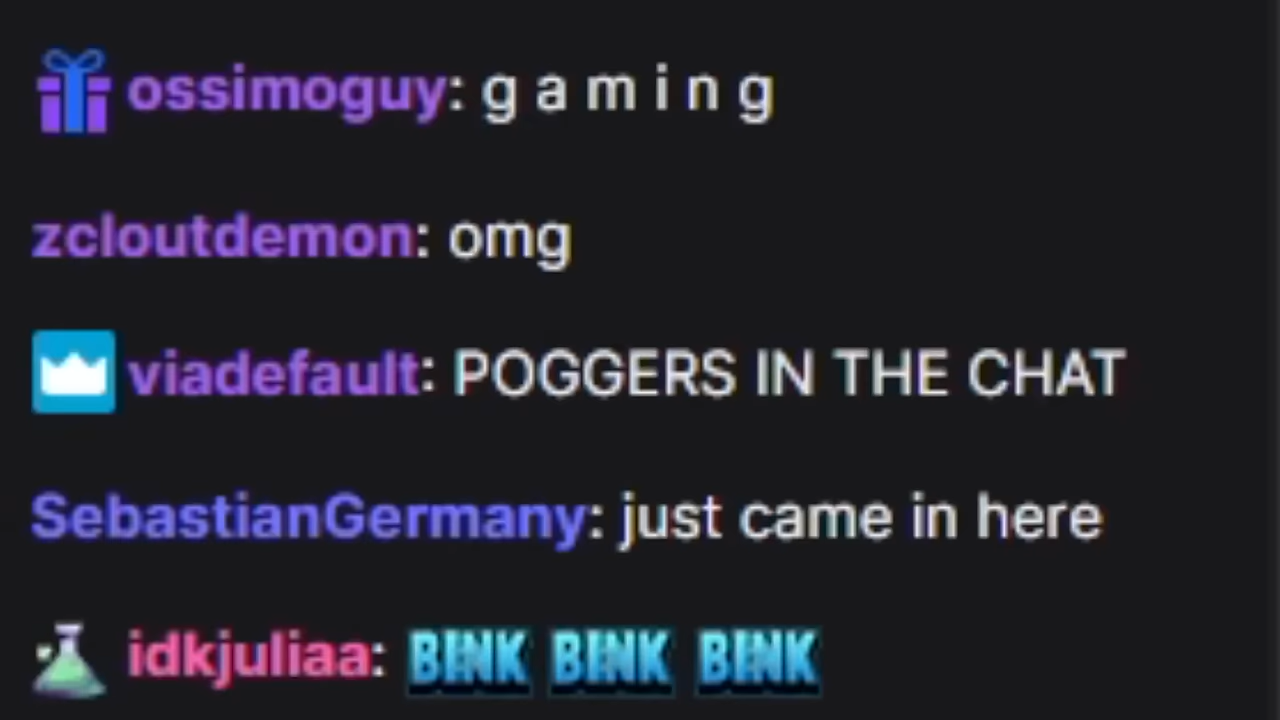 ossimoguy: g a m i n g
zcloutdemon: omg
viadefault: POGGERS IN THE CHAT
SebastianGermany: just came in here
idkjuliaa: BINK BINK BINK